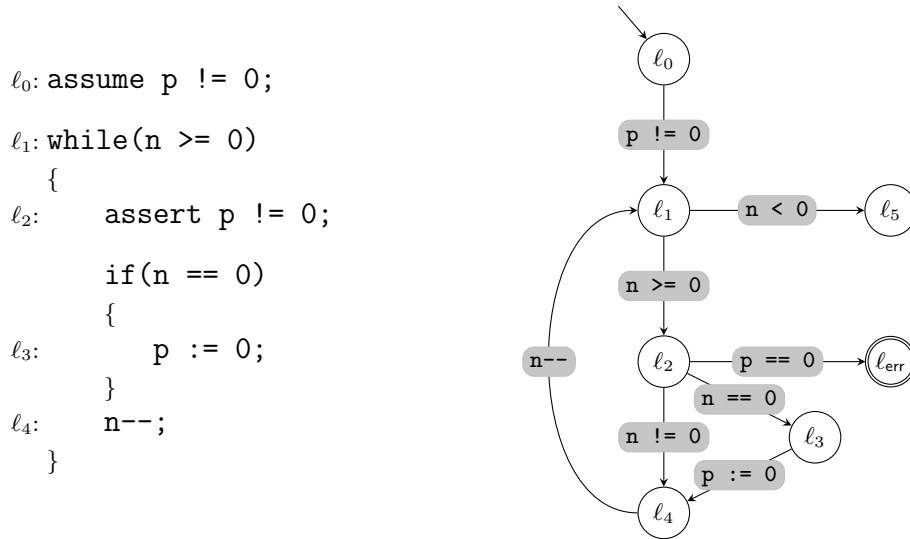 ℓ0: assume p != 0;
ℓ1: while(n >= 0)
{
ℓ2: assert p != 0;
if(n == 0)
{
ℓ3: p := 0;
}
ℓ4: n--;
}
ℓ0
p != 0
ℓ1
n < 0
ℓ5
n >= 0
n--
ℓ2
p == 0
ℓerr
n == 0
n != 0
ℓ3
p := 0
ℓ4